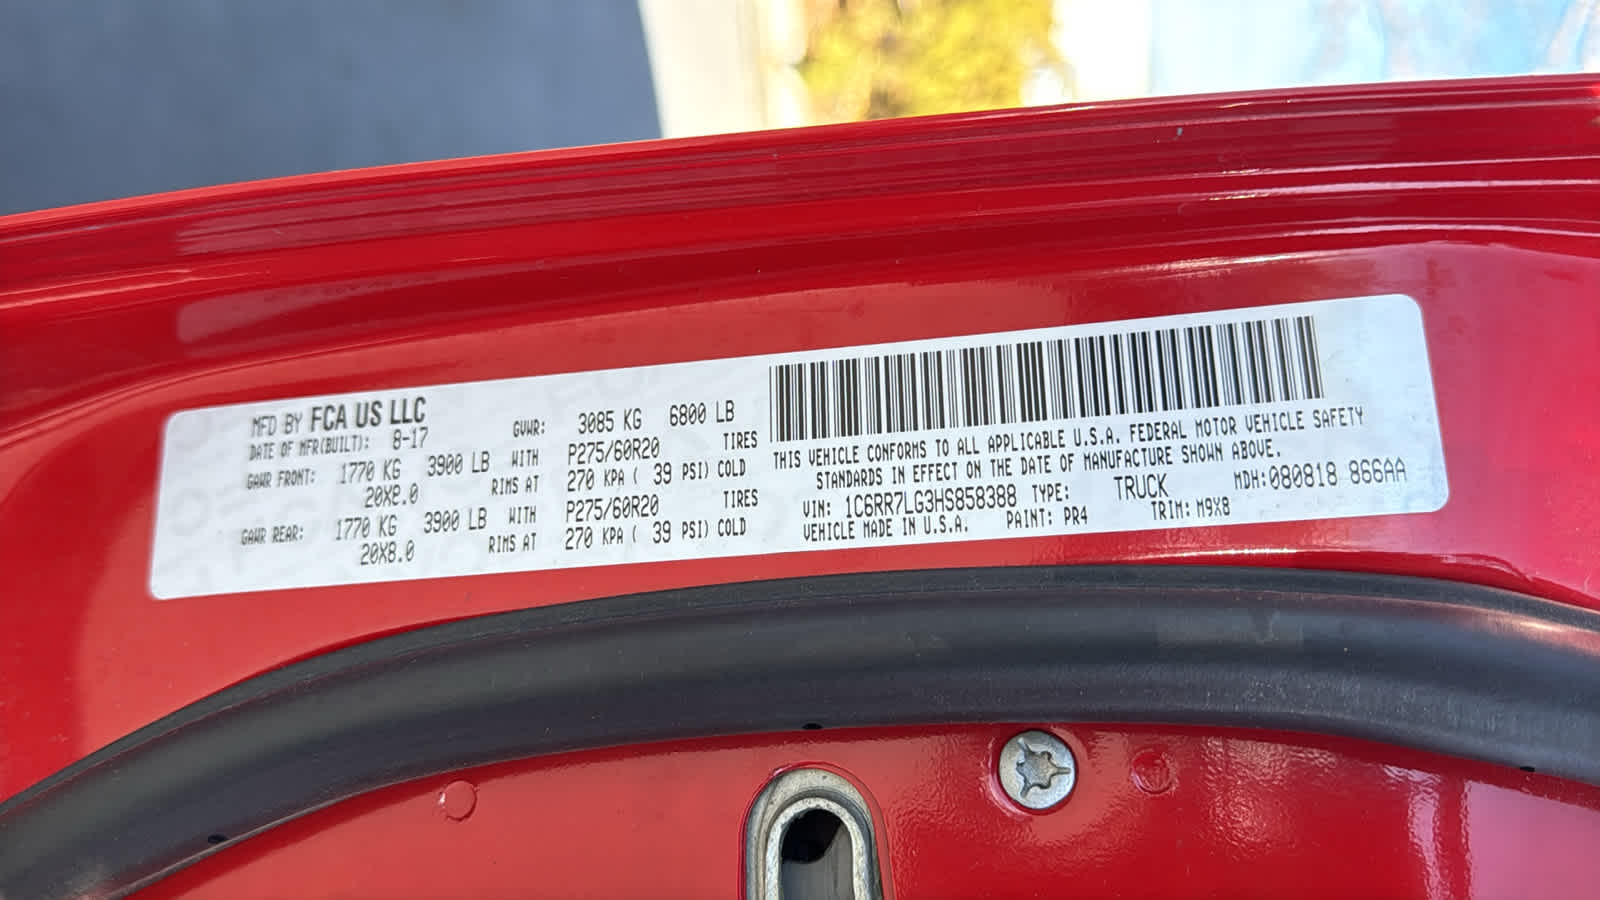 MFD BY FCA US LLC
DATE OF MFR(BUILT): 8-17 GVWR: 3085 KG 6800 LB
GAWR FRONT: 1770 KG 3900 LB WITH P275/60R20 TIRES
20X8.0 RIMS AT 270 KPA ( 39 PSI) COLD
GAWR REAR: 1770 KG 3900 LB WITH P275/60R20 TIRES
20X8.0 RIMS AT 270 KPA ( 39 PSI) COLD
THIS VEHICLE CONFORMS TO ALL APPLICABLE U.S.A. FEDERAL MOTOR VEHICLE SAFETY
STANDARDS IN EFFECT ON THE DATE OF MANUFACTURE SHOWN ABOVE.
VIN: 1C6RR7LG3HS858388 TYPE: TRUCK MDH:080818 866AA
VEHICLE MADE IN U.S.A. PAINT: PR4 TRIM: M9X8